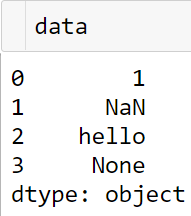 data
0 1
1 NaN
2 hello
3 None
dtype: object